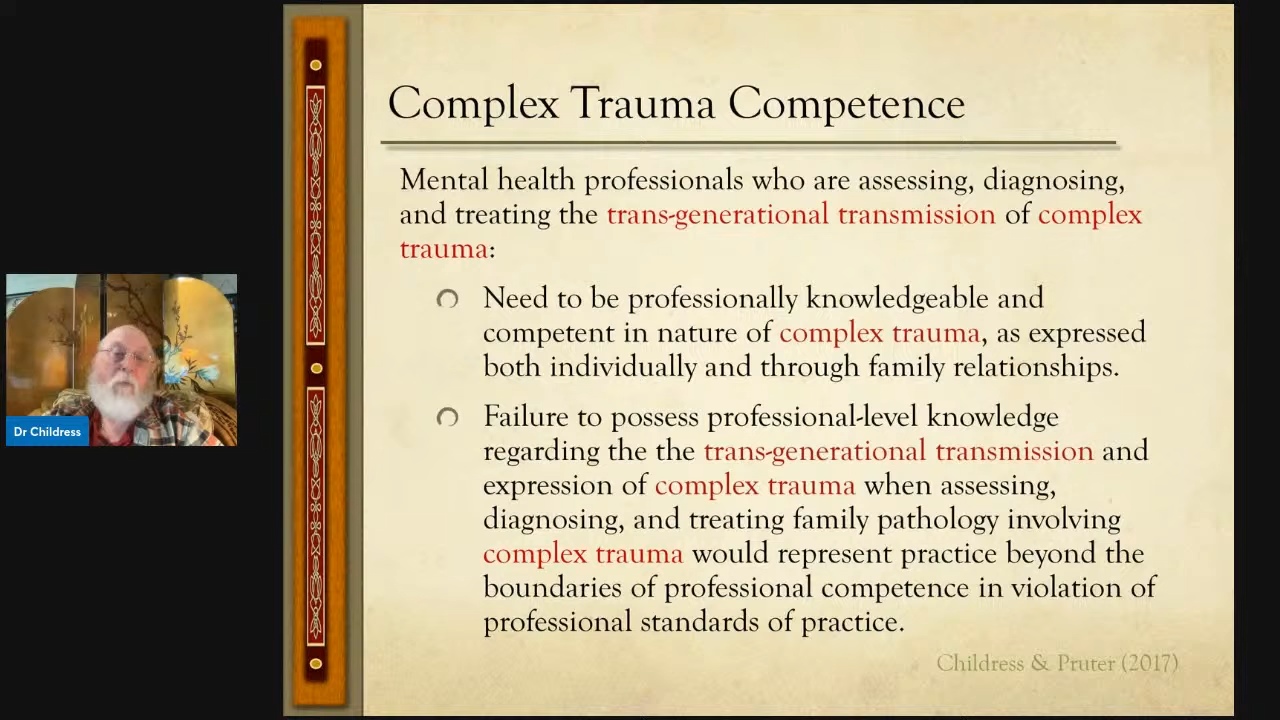 Complex Trauma Competence
Mental health professionals who are assessing, diagnosing,
and treating the trans-generational transmission of complex
trauma:
Need to be professionally knowledgeable and
competent in nature of complex trauma, as expressed
both individually and through family relationships.
Failure to possess professional-level knowledge
regarding the the trans-generational transmission and
expression of complex trauma when assessing,
diagnosing, and treating family pathology involving
complex trauma would represent practice beyond the
boundaries of professional competence in violation of
professional standards of practice.
Childress & Pruter (2017)
Dr Childress